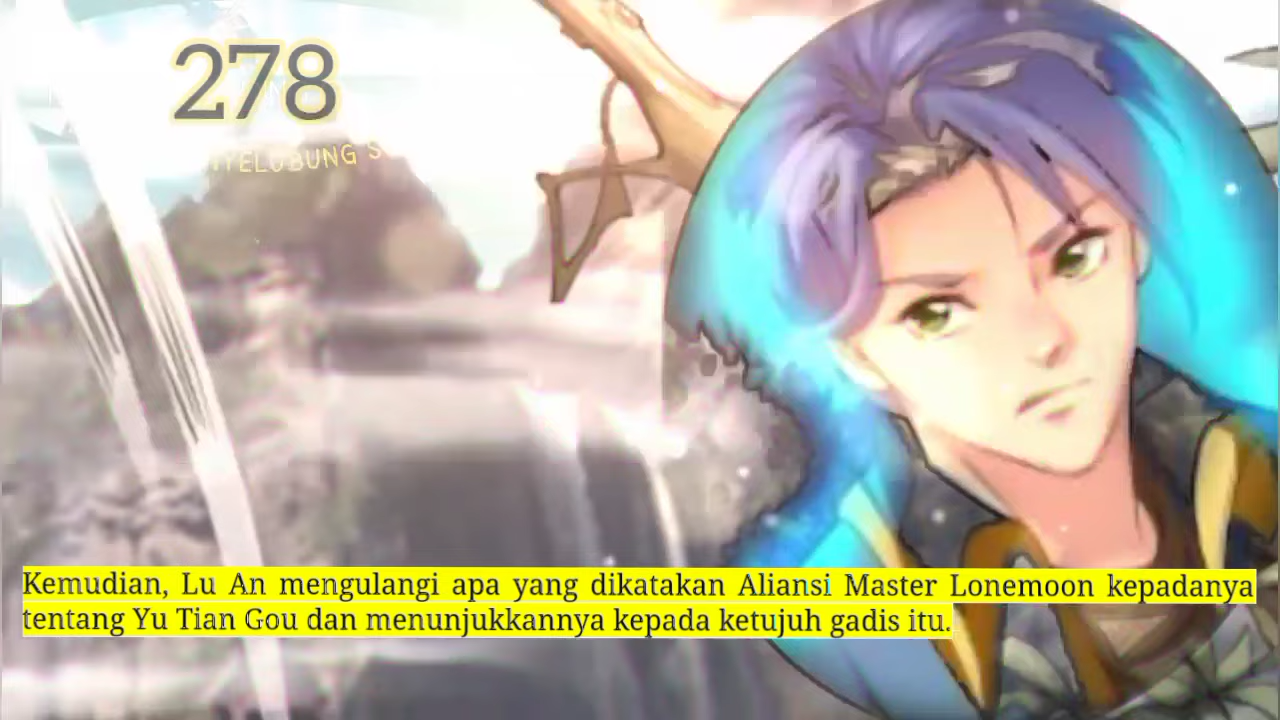 278
Kemudian, Lu An mengulangi apa yang dikatakan Aliansi Master Lonemoon kepadanya
tentang Yu Tian Gou dan menunjukkannya kepada ketujuh gadis itu.